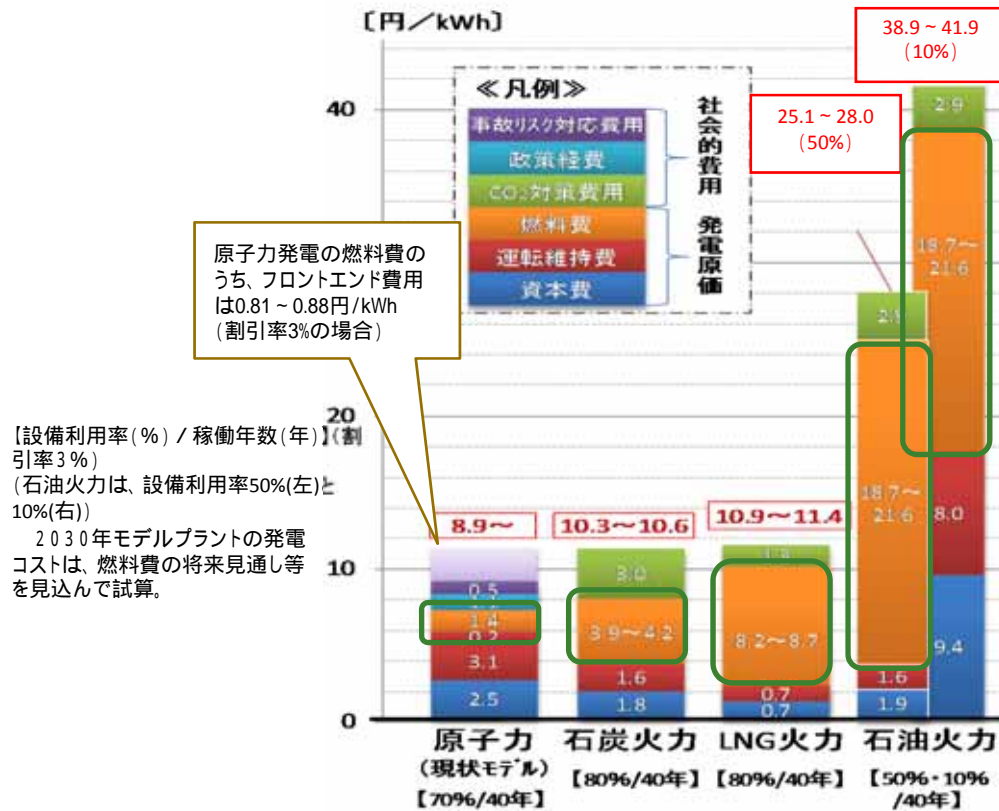 [円／kWh]
38.9 ~ 41.9
(10%)
25.1 ~ 28.0
(50%)
≪凡例≫
事故リスク対応費用
政策経費
CO₂対策費用
燃料費
運転維持費
資本費
社会的費用
発電原価
原子力発電の燃料費の
うち、フロントエンド費用
は0.81 ~ 0.88円/kWh
(割引率3%の場合)
【設備利用率(%) / 稼働年数(年)】(割
引率3%)
(石油火力は、設備利用率50%(左)と
10%(右))
2030年モデルプラントの発電
コストは、燃料費の将来見通し等
を見込んで試算。
40
20
10
0
8.9～
10.3～10.6
10.9～11.4
0.5
1.4
0.2
3.1
2.5
3.0
3.9～4.2
1.6
1.8
8.2～8.7
0.7
0.7
18.7～
21.6
1.6
1.9
2.9
18.7～
21.6
8.0
9.4
原子力
(現状モデル)
【70%/40年】
石炭火力
【80%/40年】
LNG火力
【80%/40年】
石油火力
【50%・10%
/40年】